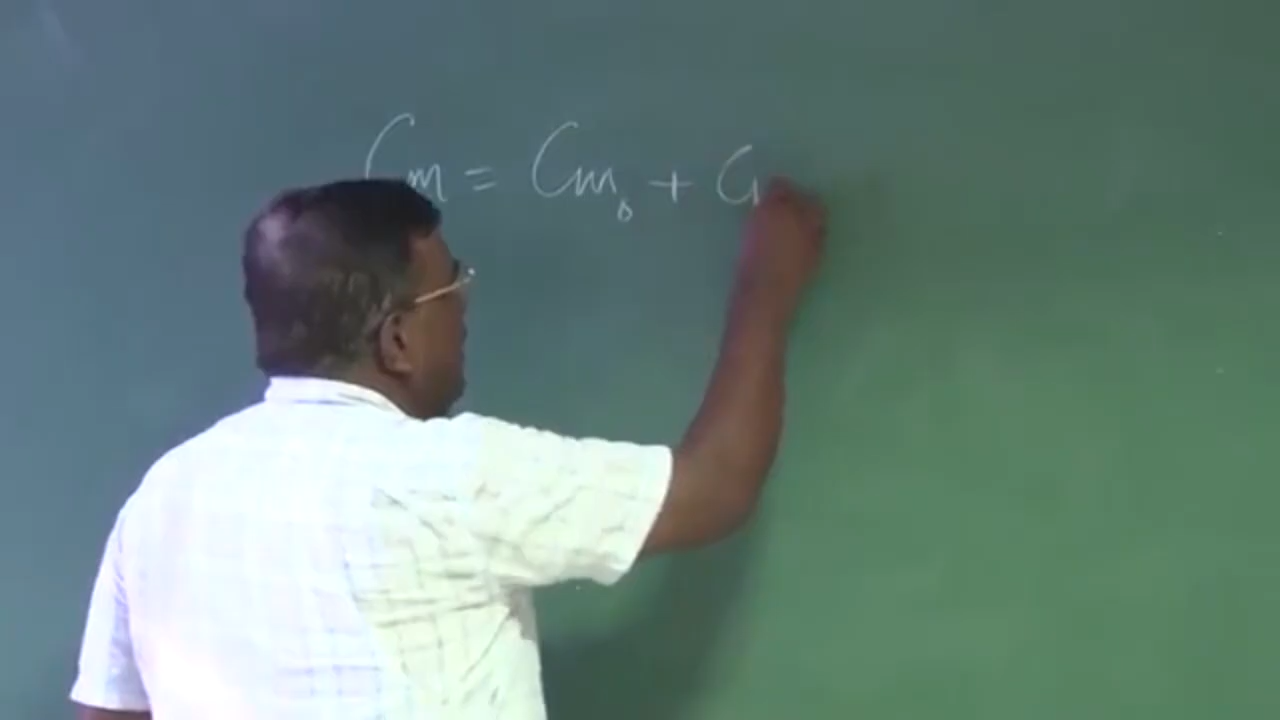 Cm = Cm₀ + C